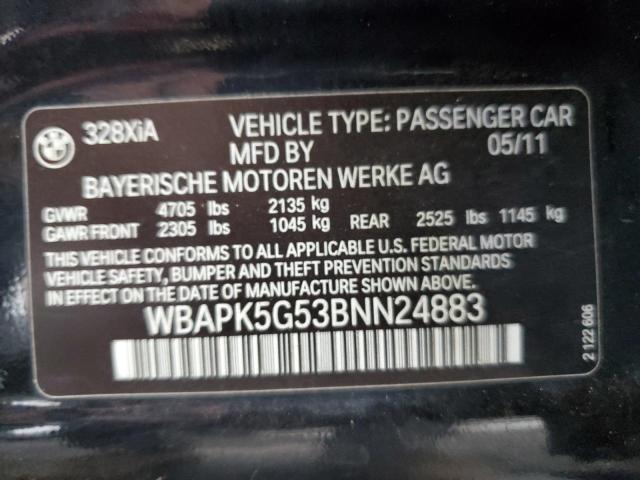 328XiA VEHICLE TYPE: PASSENGER CAR
MFD BY 05/11
BAYERISCHE MOTOREN WERKE AG
GVWR 4705 lbs 2135 kg
GAWR FRONT 2305 lbs 1045 kg REAR 2525 lbs 1145 kg
THIS VEHICLE CONFORMS TO ALL APPLICABLE U.S. FEDERAL MOTOR
VEHICLE SAFETY, BUMPER AND THEFT PREVENTION STANDARDS
IN EFFECT ON THE DATE OF MANUFACTURE SHOWN ABOVE
WBAPK5G53BNN24883
2 122 606